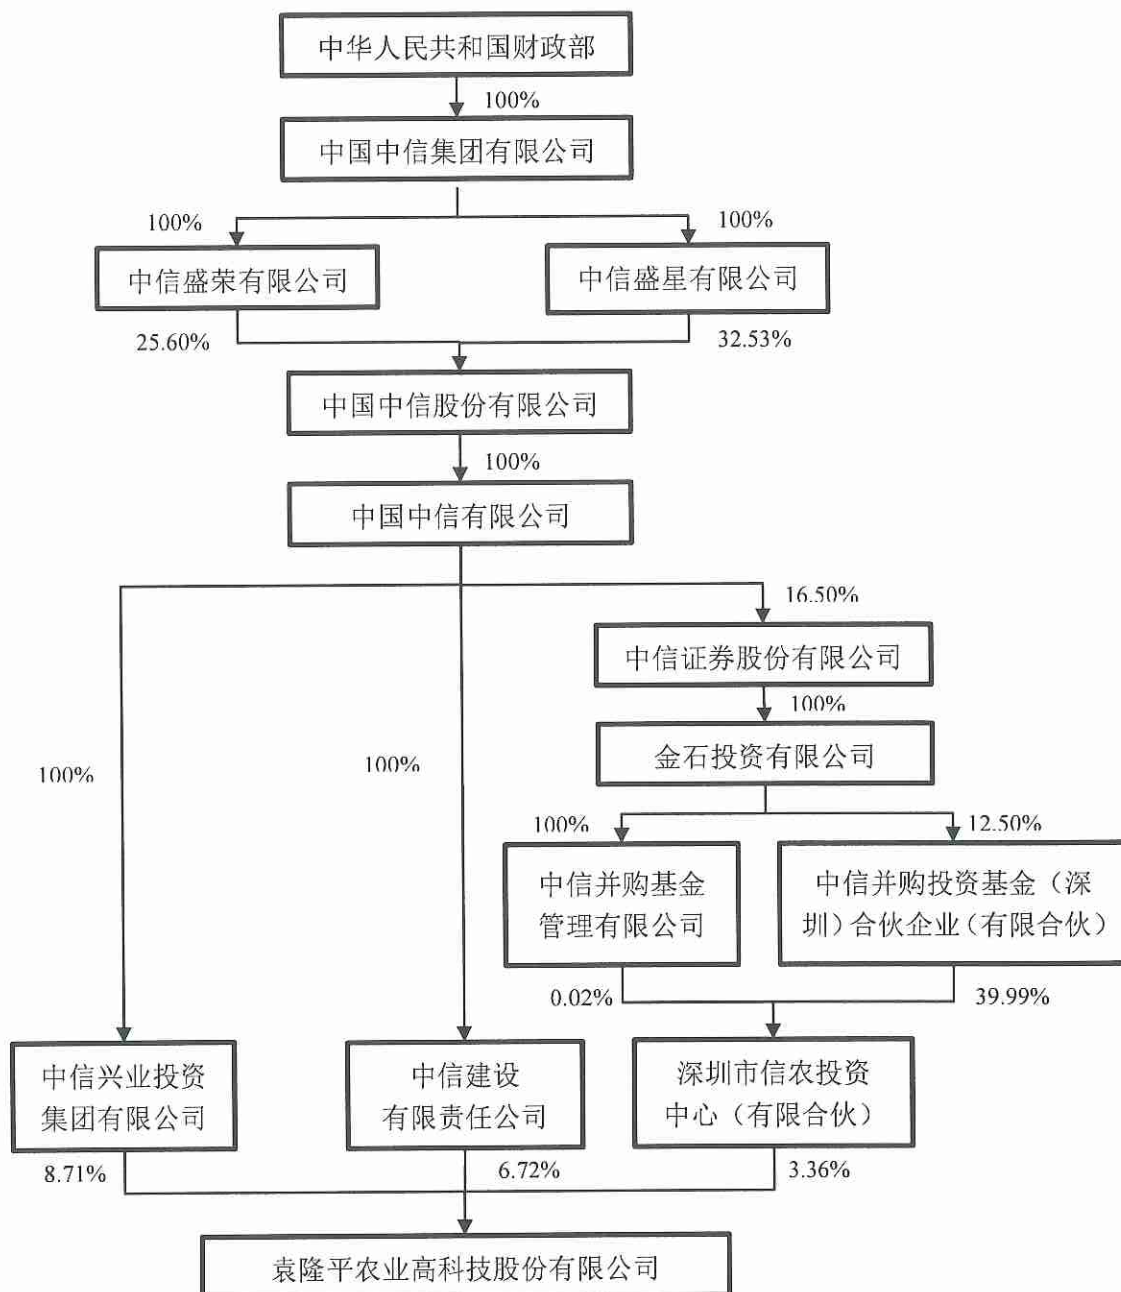 中华人民共和国财政部
100%
中国中信集团有限公司
100%
100%
中信盛荣有限公司
中信盛星有限公司
25.60%
32.53%
中国中信股份有限公司
100%
中国中信有限公司
16.50%
中信证券股份有限公司
100%
金石投资有限公司
100%
100%
100%
12.50%
中信并购基金
管理有限公司
中信并购投资基金（深
圳）合伙企业（有限合伙）
0.02%
39.99%
中信兴业投资
集团有限公司
中信建设
有限责任公司
深圳市信农投资
中心（有限合伙）
8.71%
6.72%
3.36%
袁隆平农业高科技股份有限公司